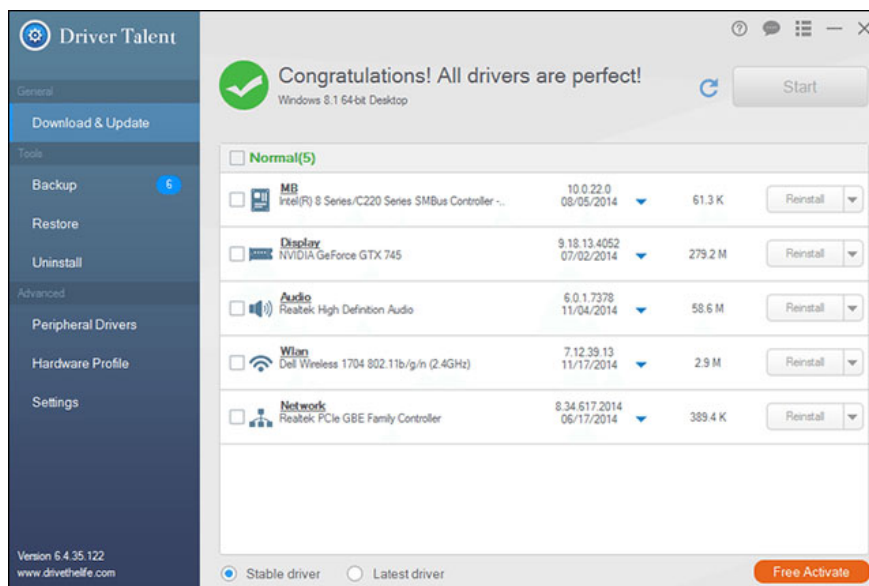 Driver Talent
General
Download & Update
Tools
Backup 6
Restore
Uninstall
Advanced
Peripheral Drivers
Hardware Profile
Settings
Version 6.4.35.122
www.drivethelife.com
Congratulations! All drivers are perfect!
Windows 8.1 64-bit Desktop
Start
Normal(5)
MB
Intel(R) 8 Series/C220 Series SMBus Controller -..
10.0.22.0
08/05/2014
61.3 K
Reinstall
Display
NVIDIA GeForce GTX 745
9.18.13.4052
07/02/2014
279.2 M
Reinstall
Audio
Realtek High Definition Audio
6.0.1.7378
11/04/2014
58.6 M
Reinstall
Wlan
Dell Wireless 1704 802.11b/g/n (2.4GHz)
7.12.39.13
11/17/2014
2.9 M
Reinstall
Network
Realtek PCIe GBE Family Controller
8.34.617.2014
06/17/2014
389.4 K
Reinstall
Stable driver
Latest driver
Free Activate